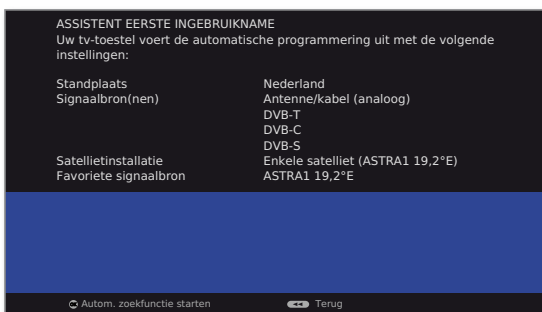 ASSISTENT EERSTE INGEBRUIKNAME
Uw tv-toestel voert de automatische programmering uit met de volgende
instellingen:
Standplaats Nederland
Signaalbron(nen) Antenne/kabel (analoog)
DVB-T
DVB-C
DVB-S
Satellietinstallatie Enkele satelliet (ASTRA1 19,2°E)
Favoriete signaalbron ASTRA1 19,2°E
OK Autom. zoekfunctie starten Terug